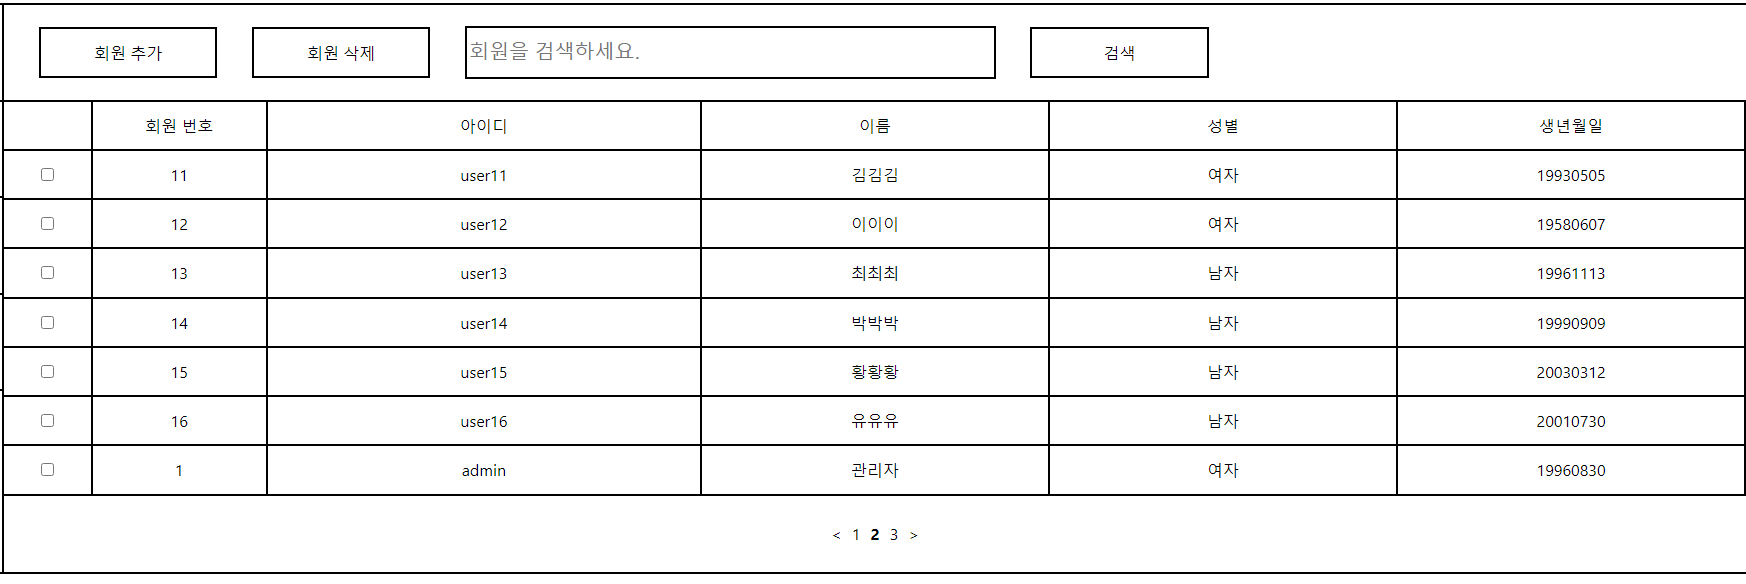 회원 추가 회원 삭제 회원을 검색하세요. 검색
회원 번호 아이디 이름 성별 생년월일
11 user11 김김김 여자 19930505
12 user12 이이이 여자 19580607
13 user13 최최최 남자 19961113
14 user14 박박박 남자 19990909
15 user15 황황황 남자 20030312
16 user16 유유유 남자 20010730
1 admin 관리자 여자 19960830
< 1 2 3 >